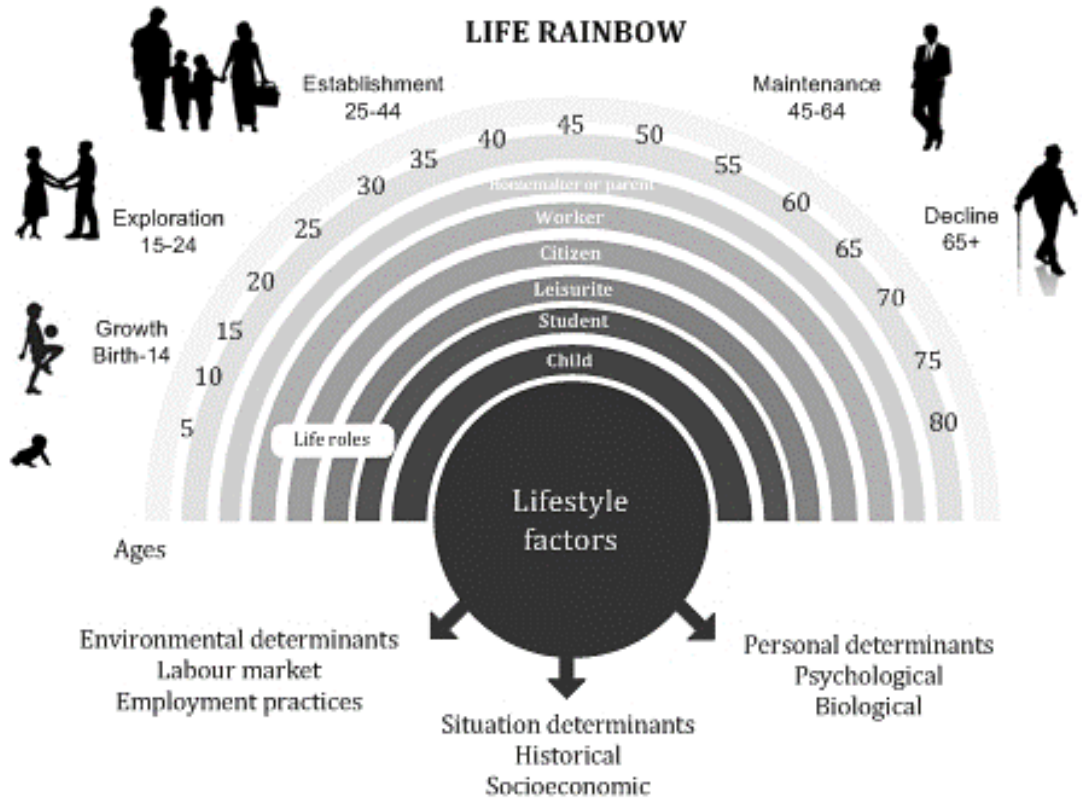 LIFE RAINBOW
Establishment
25-44
Maintenance
45-64
Exploration
15-24
Decline
65+
Growth
Birth-14
5
10
15
20
25
30
35
40
45
50
55
60
65
70
75
80
Homemalter or parent
Worker
Citizen
Leisurite
Student
Child
Life roles
Lifestyle
factors
Ages
Environmental determinants
Labour market
Employment practices
Situation determinants
Historical
Socioeconomic
Personal determinants
Psychological
Biological